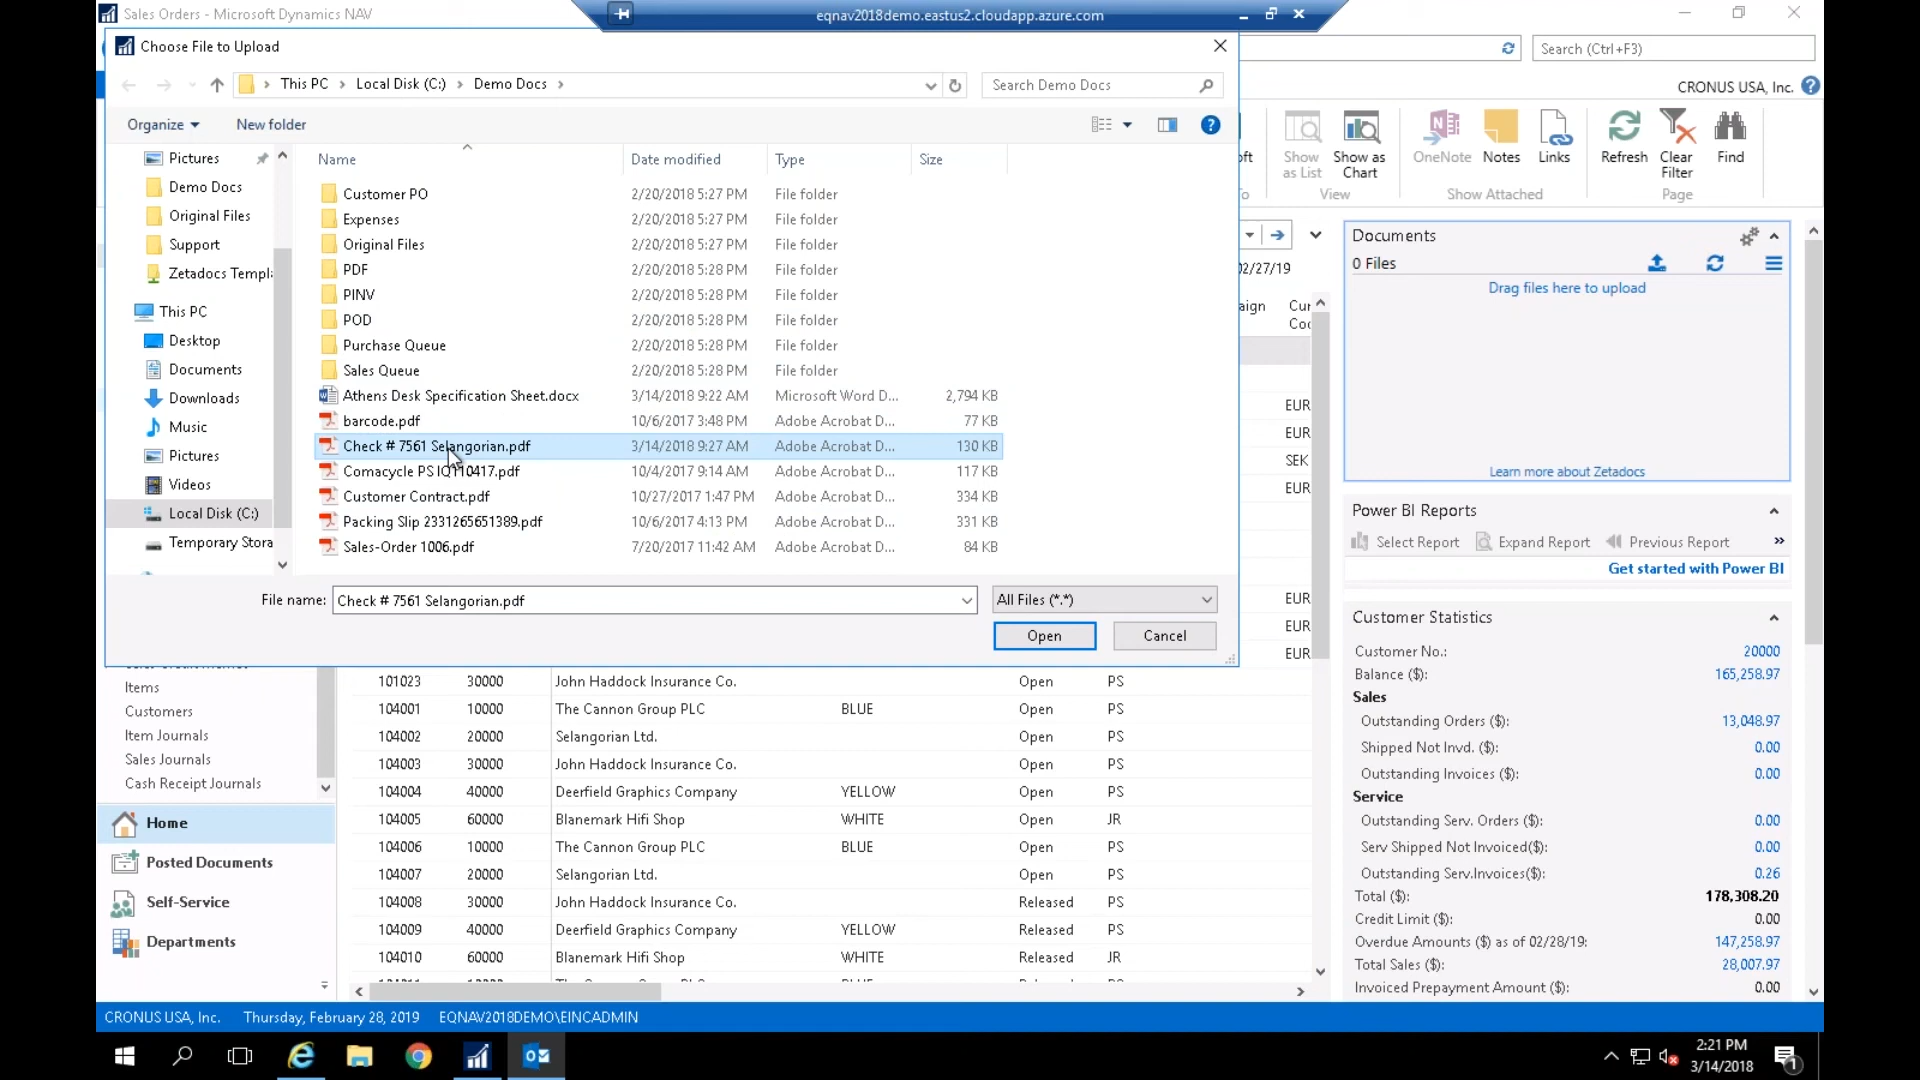 Sales Orders - Microsoft Dynamics NAV
eqnav2018demo.eastus2.cloudapp.azure.com
Choose File to Upload
This PC > Local Disk (C:) > Demo Docs >
Search Demo Docs
Search (Ctrl+F3)
CRONUS USA, Inc.
Organize
New folder
Show as List
Show as Chart
View
OneNote
Notes
Links
Show Attached
Refresh
Clear Filter
Find
Page
Pictures
Demo Docs
Original Files
Support
Zetadocs Templ
This PC
Desktop
Documents
Downloads
Music
Pictures
Videos
Local Disk (C:)
Temporary Stora
Name Date modified Type Size
Customer PO 2/20/2018 5:27 PM File folder
Expenses 2/20/2018 5:27 PM File folder
Original Files 2/20/2018 5:27 PM File folder
PDF 2/20/2018 5:28 PM File folder
PINV 2/20/2018 5:28 PM File folder
POD 2/20/2018 5:28 PM File folder
Purchase Queue 2/20/2018 5:28 PM File folder
Sales Queue 2/20/2018 5:28 PM File folder
Athens Desk Specification Sheet.docx 3/14/2018 9:22 AM Microsoft Word D... 2,794 KB
barcode.pdf 10/6/2017 3:48 PM Adobe Acrobat D... 77 KB
Check # 7561 Selangorian.pdf 3/14/2018 9:27 AM Adobe Acrobat D... 130 KB
Comacycle PS IQ110417.pdf 10/4/2017 9:14 AM Adobe Acrobat D... 117 KB
Customer Contract.pdf 10/27/2017 1:47 PM Adobe Acrobat D... 334 KB
Packing Slip 2331265651389.pdf 10/6/2017 4:13 PM Adobe Acrobat D... 331 KB
Sales-Order 1006.pdf 7/20/2017 11:42 AM Adobe Acrobat D... 84 KB
File name: Check # 7561 Selangorian.pdf
All Files (*.*)
Open
Cancel
02/27/19
aign
Cur
Coc
EUR
EUR
SEK
EUR
EUR
EUR
EUR
Documents
0 Files
Drag files here to upload
Learn more about Zetadocs
Power BI Reports
Select Report Expand Report Previous Report »
Get started with Power BI
Customer Statistics
Customer No.: 20000
Balance ($): 165,258.97
Sales
Outstanding Orders ($): 13,048.97
Shipped Not Invd. ($): 0.00
Outstanding Invoices ($): 0.00
Service
Outstanding Serv. Orders ($): 0.00
Serv Shipped Not Invoiced($): 0.00
Outstanding Serv.Invoices($): 0.26
Total ($): 178,308.20
Credit Limit ($): 0.00
Overdue Amounts ($) as of 02/28/19: 147,258.97
Total Sales ($): 28,007.97
Invoiced Prepayment Amount ($): 0.00
Items
Customers
Item Journals
Sales Journals
Cash Receipt Journals
Home
Posted Documents
Self-Service
Departments
101023 30000 John Haddock Insurance Co. Open PS
104001 10000 The Cannon Group PLC BLUE Open PS
104002 20000 Selangorian Ltd. Open PS
104003 30000 John Haddock Insurance Co. Open PS
104004 40000 Deerfield Graphics Company YELLOW Open PS
104005 60000 Blanemark Hifi Shop WHITE Open JR
104006 10000 The Cannon Group PLC BLUE Open PS
104007 20000 Selangorian Ltd. Open PS
104008 30000 John Haddock Insurance Co. Released PS
104009 40000 Deerfield Graphics Company YELLOW Released PS
104010 60000 Blanemark Hifi Shop WHITE Released JR
CRONUS USA, Inc. Thursday, February 28, 2019 EQNAV2018DEMO\EINCADMIN
2:21 PM
3/14/2018
1